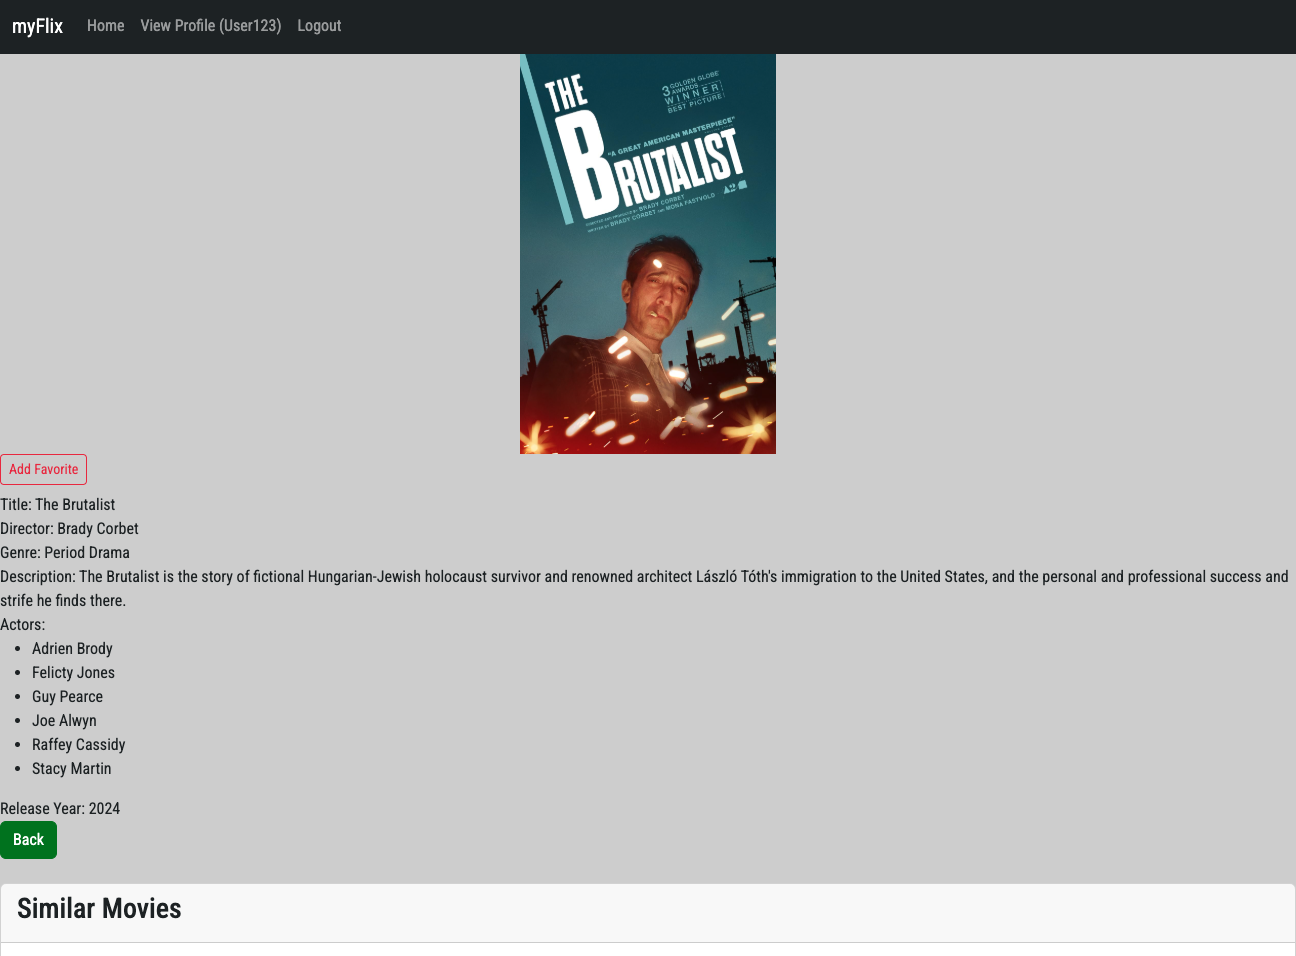 myFlix Home View Profile (User123) Logout
THE
BRUTALIST
3 GOLDEN GLOBE
AWARDS
WINNER
BEST PICTURE
"A GREAT AMERICAN MASTERPIECE"
BRADY CORBET
WRITTEN BY BRADY CORBET AND MONA FASTVOLD
A24
Add Favorite
Title: The Brutalist
Director: Brady Corbet
Genre: Period Drama
Description: The Brutalist is the story of fictional Hungarian-Jewish holocaust survivor and renowned architect László Tóth's immigration to the United States, and the personal and professional success and
strife he finds there.
Actors:
• Adrien Brody
• Felicty Jones
• Guy Pearce
• Joe Alwyn
• Raffey Cassidy
• Stacy Martin
Release Year: 2024
Back
Similar Movies